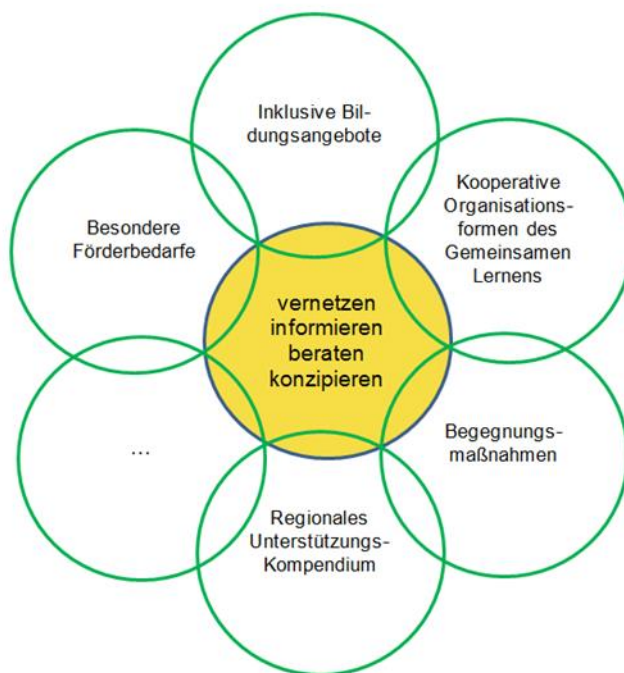 Inklusive Bil-
dungsangebote
Kooperative
Organisations-
formen des
Gemeinsamen
Lernens
Besondere
Förderbedarfe
vernetzen
informieren
beraten
konzipieren
Begegnungs-
maßnahmen
...
Regionales
Unterstützungs-
Kompendium